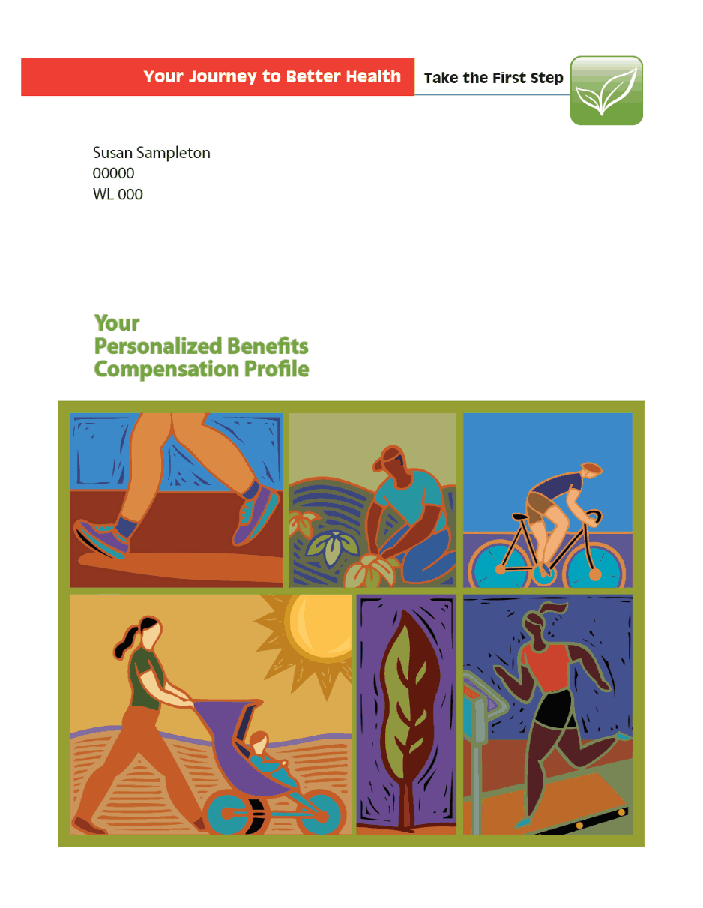 Your Journey to Better Health Take the First Step
Susan Sampleton
00000
WL 000
Your
Personalized Benefits
Compensation Profile